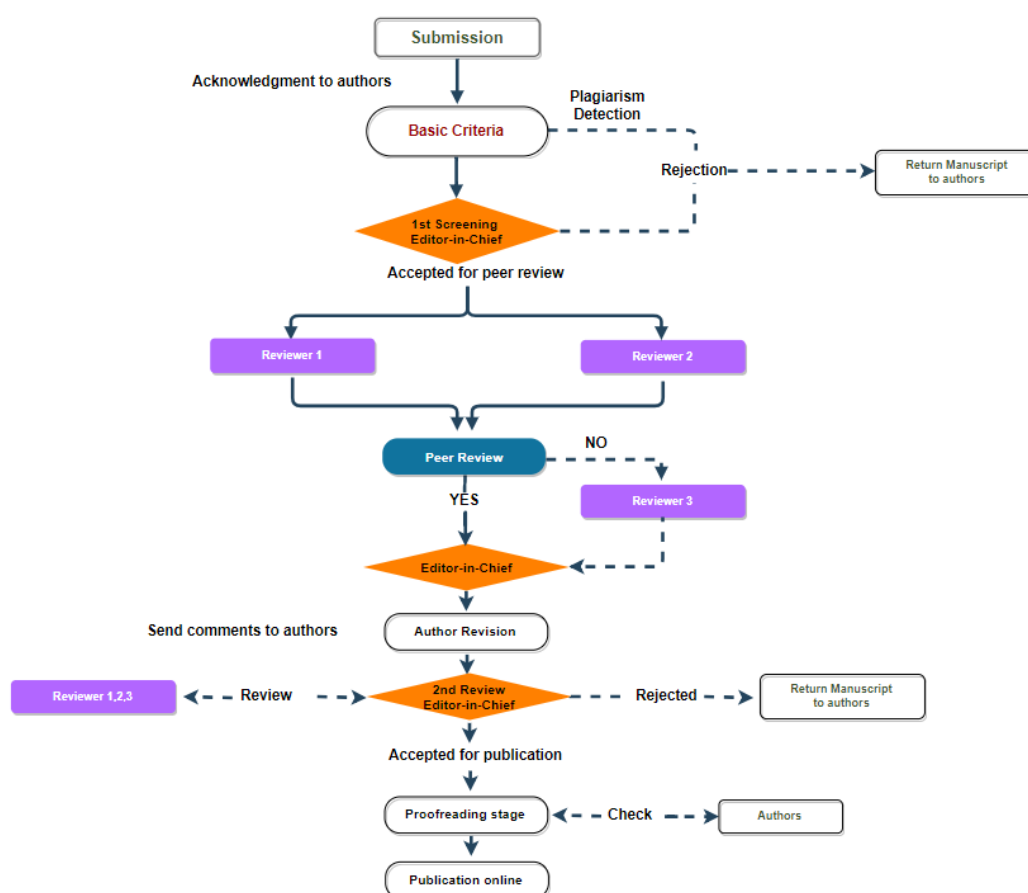 Submission
Acknowledgment to authors
Plagiarism
Detection
Basic Criteria
Rejection
Return Manuscript
to authors
1st Screening
Editor-in-Chief
Accepted for peer review
Reviewer 1
Reviewer 2
Peer Review
NO
YES
Reviewer 3
Editor-in-Chief
Send comments to authors
Author Revision
Reviewer 1,2,3
Review
2nd Review
Editor-in-Chief
Rejected
Return Manuscript
to authors
Accepted for publication
Proofreading stage
Check
Authors
Publication online